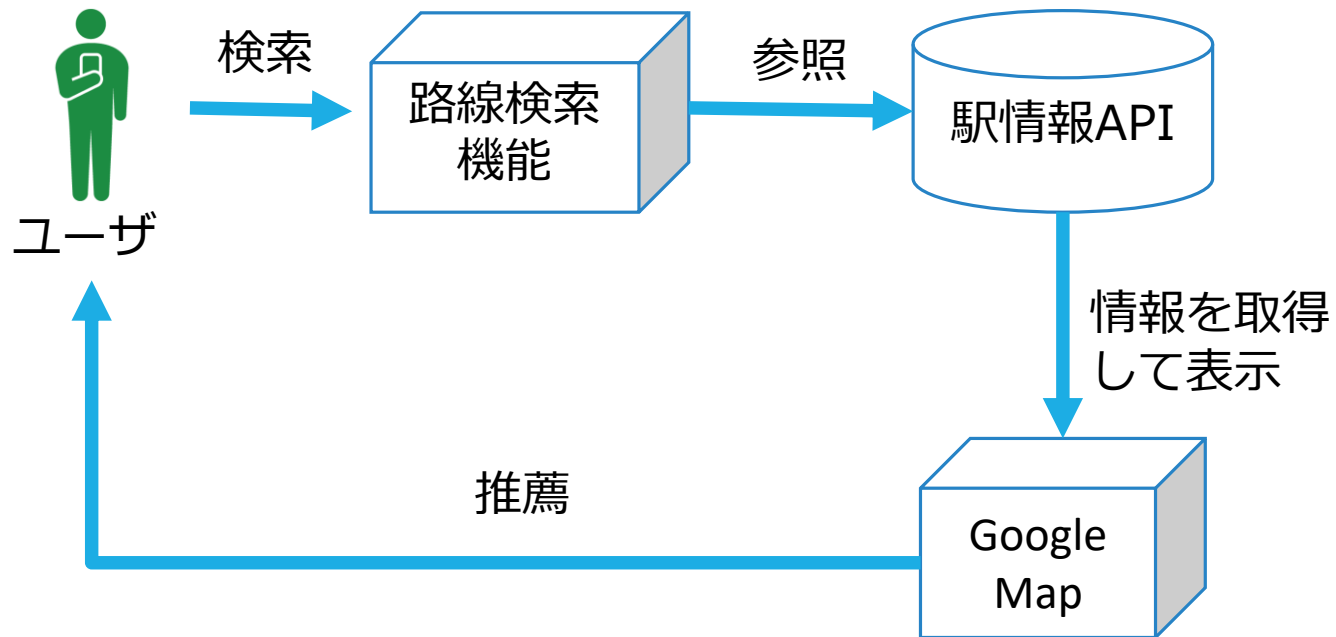 検索
路線検索
機能
参照
駅情報API
ユーザ
情報を取得
して表示
推薦
Google
Map